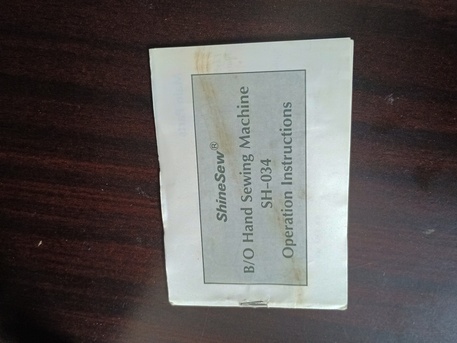 ShineSew®
B/O Hand Sewing Machine
SH-034
Operation Instructions